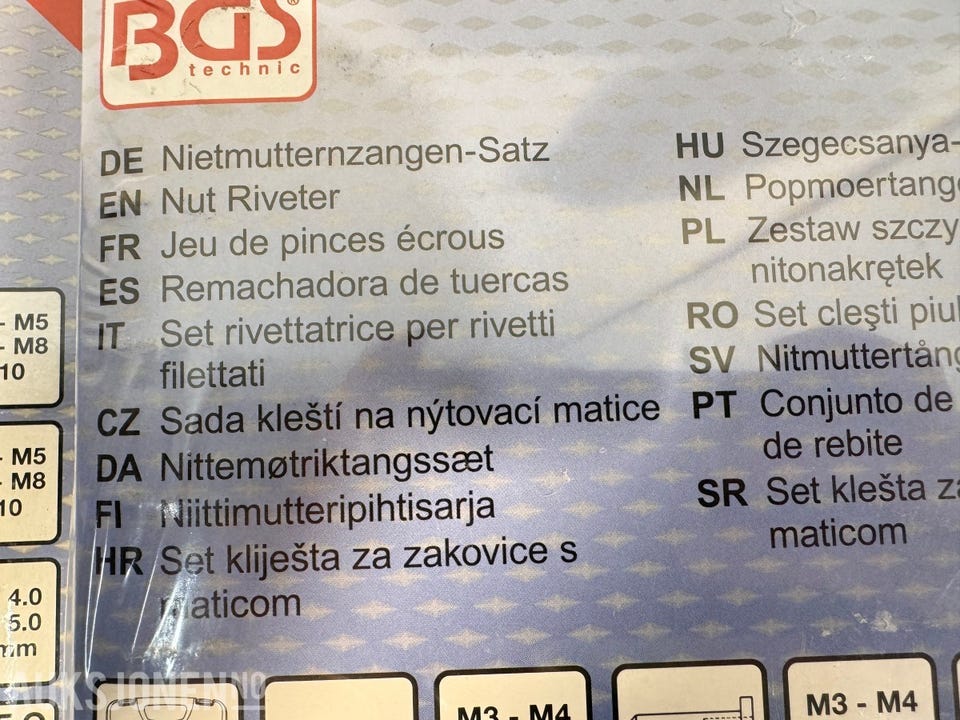 BGS
technic
DE Nietmutternzangen-Satz
EN Nut Riveter
FR Jeu de pinces écrous
ES Remachadora de tuercas
IT Set rivettatrice per rivetti
filettati
CZ Sada kleští na nýtovací matice
DA Nittemøtriktangssæt
FI Niittimutteripihtisarja
HR Set kliješta za zakovice s
maticom
HU Szegecsanya-
NL Popmoertang
PL Zestaw szczy
nitonakrętek
RO Set cleşti piul
SV Nitmuttertång
PT Conjunto de
de rebite
SR Set klešta za
maticom
- M5
- M8
10
- M5
- M8
10
4.0
5.0
mm
M3 - M4
M3 - M4
AUKSJONEN.NO